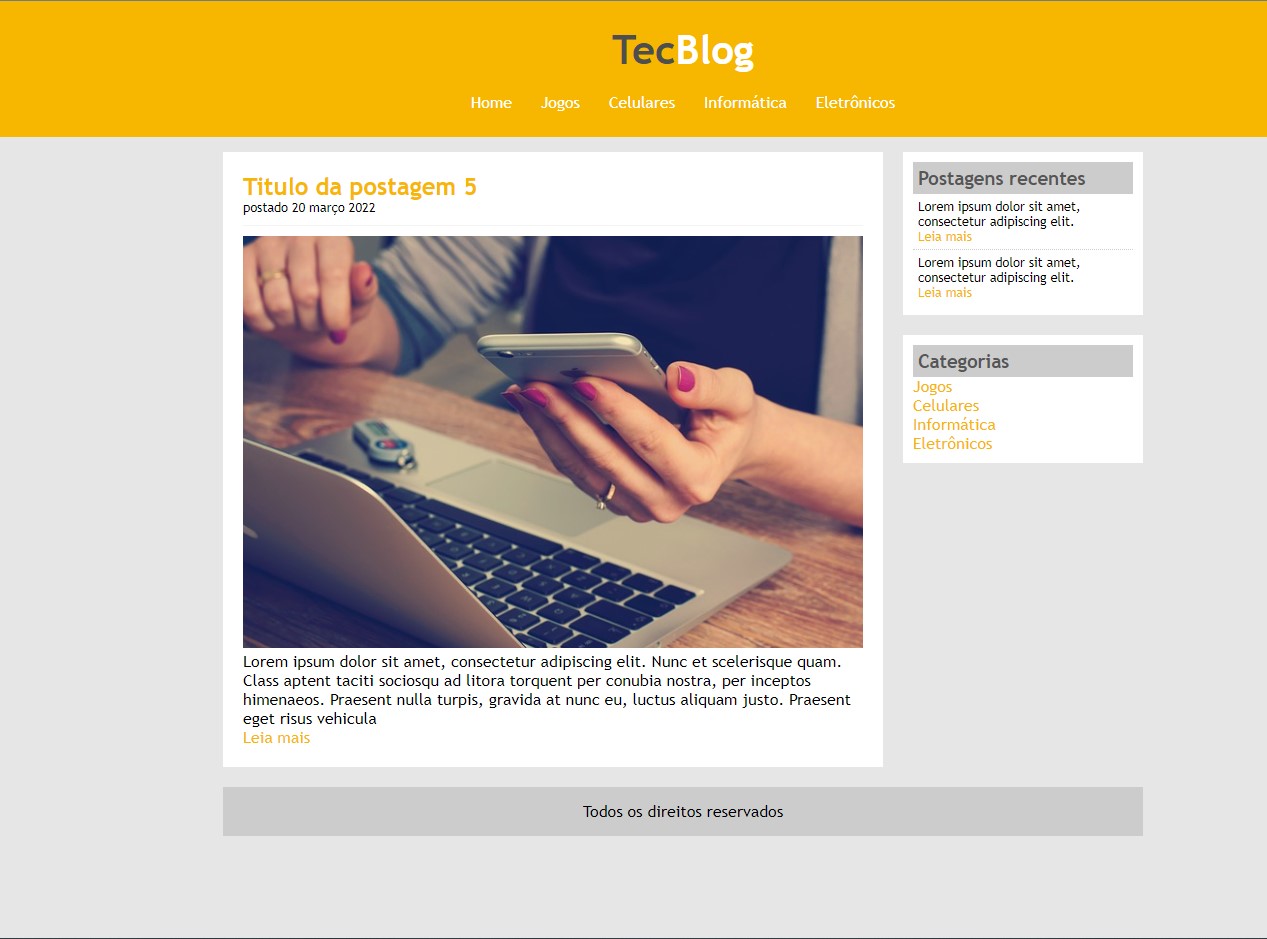 TecBlog
Home Jogos Celulares Informática Eletrônicos
Titulo da postagem 5
postado 20 março 2022
Lorem ipsum dolor sit amet, consectetur adipiscing elit. Nunc et scelerisque quam.
Class aptent taciti sociosqu ad litora torquent per conubia nostra, per inceptos
himenaeos. Praesent nulla turpis, gravida at nunc eu, luctus aliquam justo. Praesent
eget risus vehicula
Leia mais
Postagens recentes
Lorem ipsum dolor sit amet,
consectetur adipiscing elit.
Leia mais
Lorem ipsum dolor sit amet,
consectetur adipiscing elit.
Leia mais
Categorias
Jogos
Celulares
Informática
Eletrônicos
Todos os direitos reservados